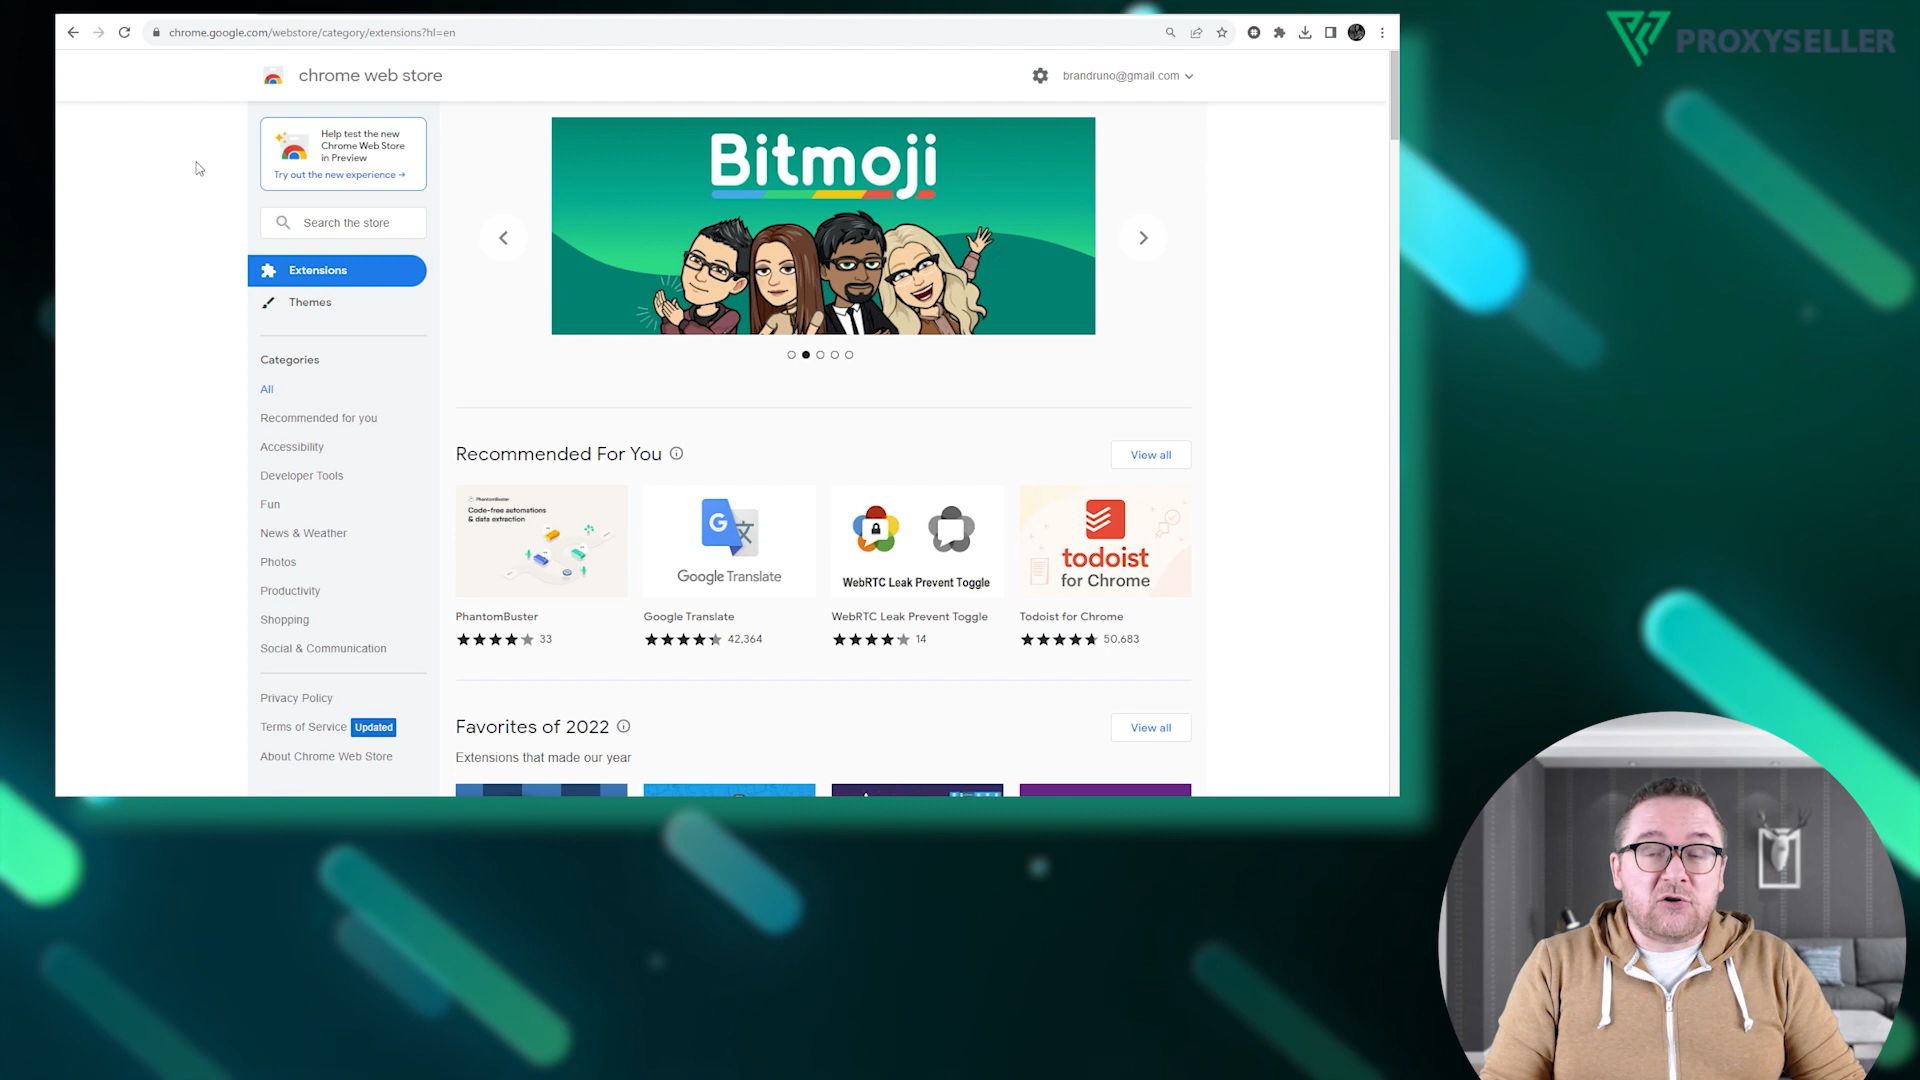 chrome.google.com/webstore/category/extensions?hl=en
PROXYSELLER
chrome web store
brandruno@gmail.com
Help test the new
Chrome Web Store
in Preview
Try out the new experience →
Search the store
Extensions
Themes
Categories
All
Recommended for you
Accessibility
Developer Tools
Fun
News & Weather
Photos
Productivity
Shopping
Social & Communication
Privacy Policy
Terms of Service Updated
About Chrome Web Store
Bitmoji
Recommended For You
View all
PhantomBuster
Code-free automations
& data extraction
G
Google Translate
WebRTC Leak Prevent Toggle
todoist
for Chrome
PhantomBuster
33
Google Translate
42,364
WebRTC Leak Prevent Toggle
14
Todoist for Chrome
50,683
Favorites of 2022
View all
Extensions that made our year